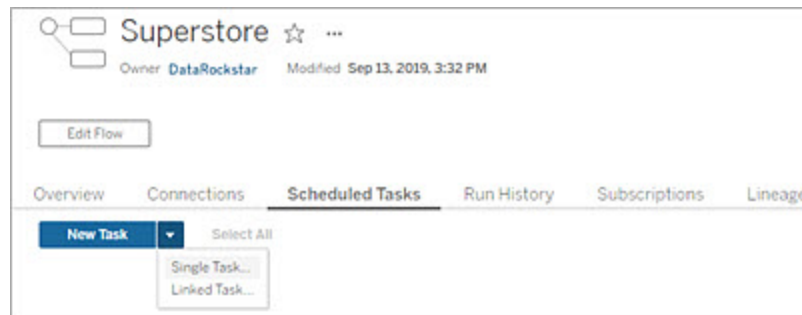 Superstore ☆ ...
Owner DataRockstar Modified Sep 13, 2019, 3:32 PM
Edit Flow
Overview Connections Scheduled Tasks Run History Subscriptions Lineage
New Task Select All
Single Task...
Linked Task...